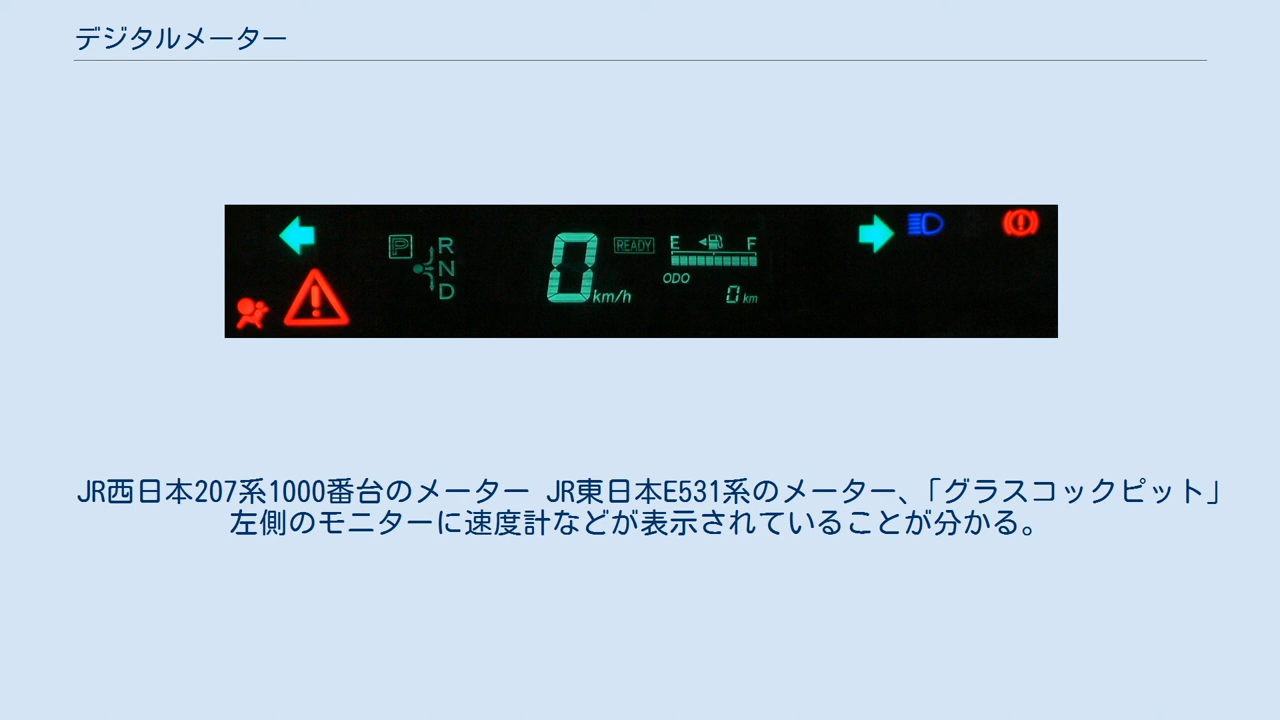 デジタルメーター
P R
N
D
0 km/h
READY
E F
ODO
0 km
JR西日本207系1000番台のメーター JR東日本E531系のメーター、「グラスコックピット」
左側のモニターに速度計などが表示されていることが分かる。